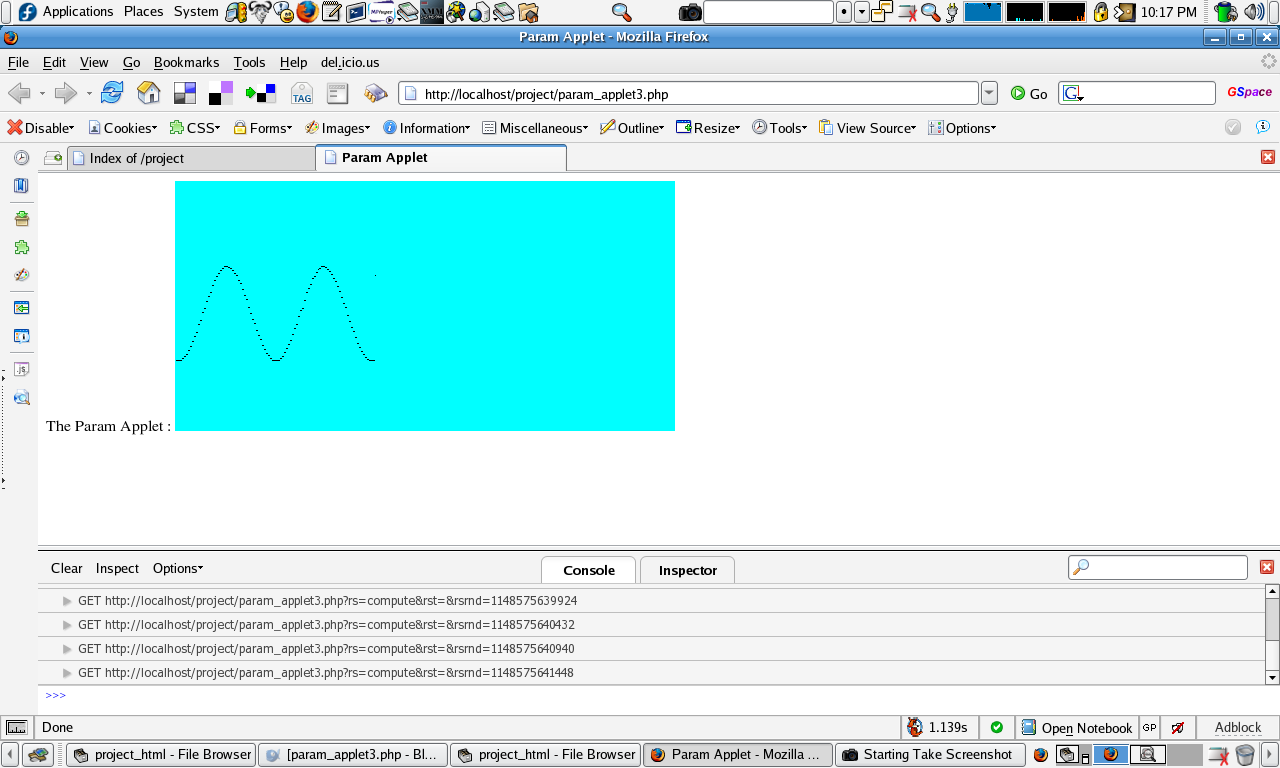 Applications Places System 10:17 PM
Param Applet - Mozilla Firefox
File Edit View Go Bookmarks Tools Help del.icio.us
TAG http://localhost/project/param_applet3.php Go G GSpace
Disable Cookies CSS Forms Images Information Miscellaneous Outline Resize Tools View Source Options
Index of /project Param Applet
The Param Applet :
Clear Inspect Options Console Inspector
GET http://localhost/project/param_applet3.php?rs=compute&rst=&rsrnd=1148575639924
GET http://localhost/project/param_applet3.php?rs=compute&rst=&rsrnd=1148575640432
GET http://localhost/project/param_applet3.php?rs=compute&rst=&rsrnd=1148575640940
GET http://localhost/project/param_applet3.php?rs=compute&rst=&rsrnd=1148575641448
>>>
Done 1.139s Open Notebook GP Adblock
project_html - File Browser [param_applet3.php - Bl... project_html - File Browser Param Applet - Mozilla ... Starting Take Screenshot